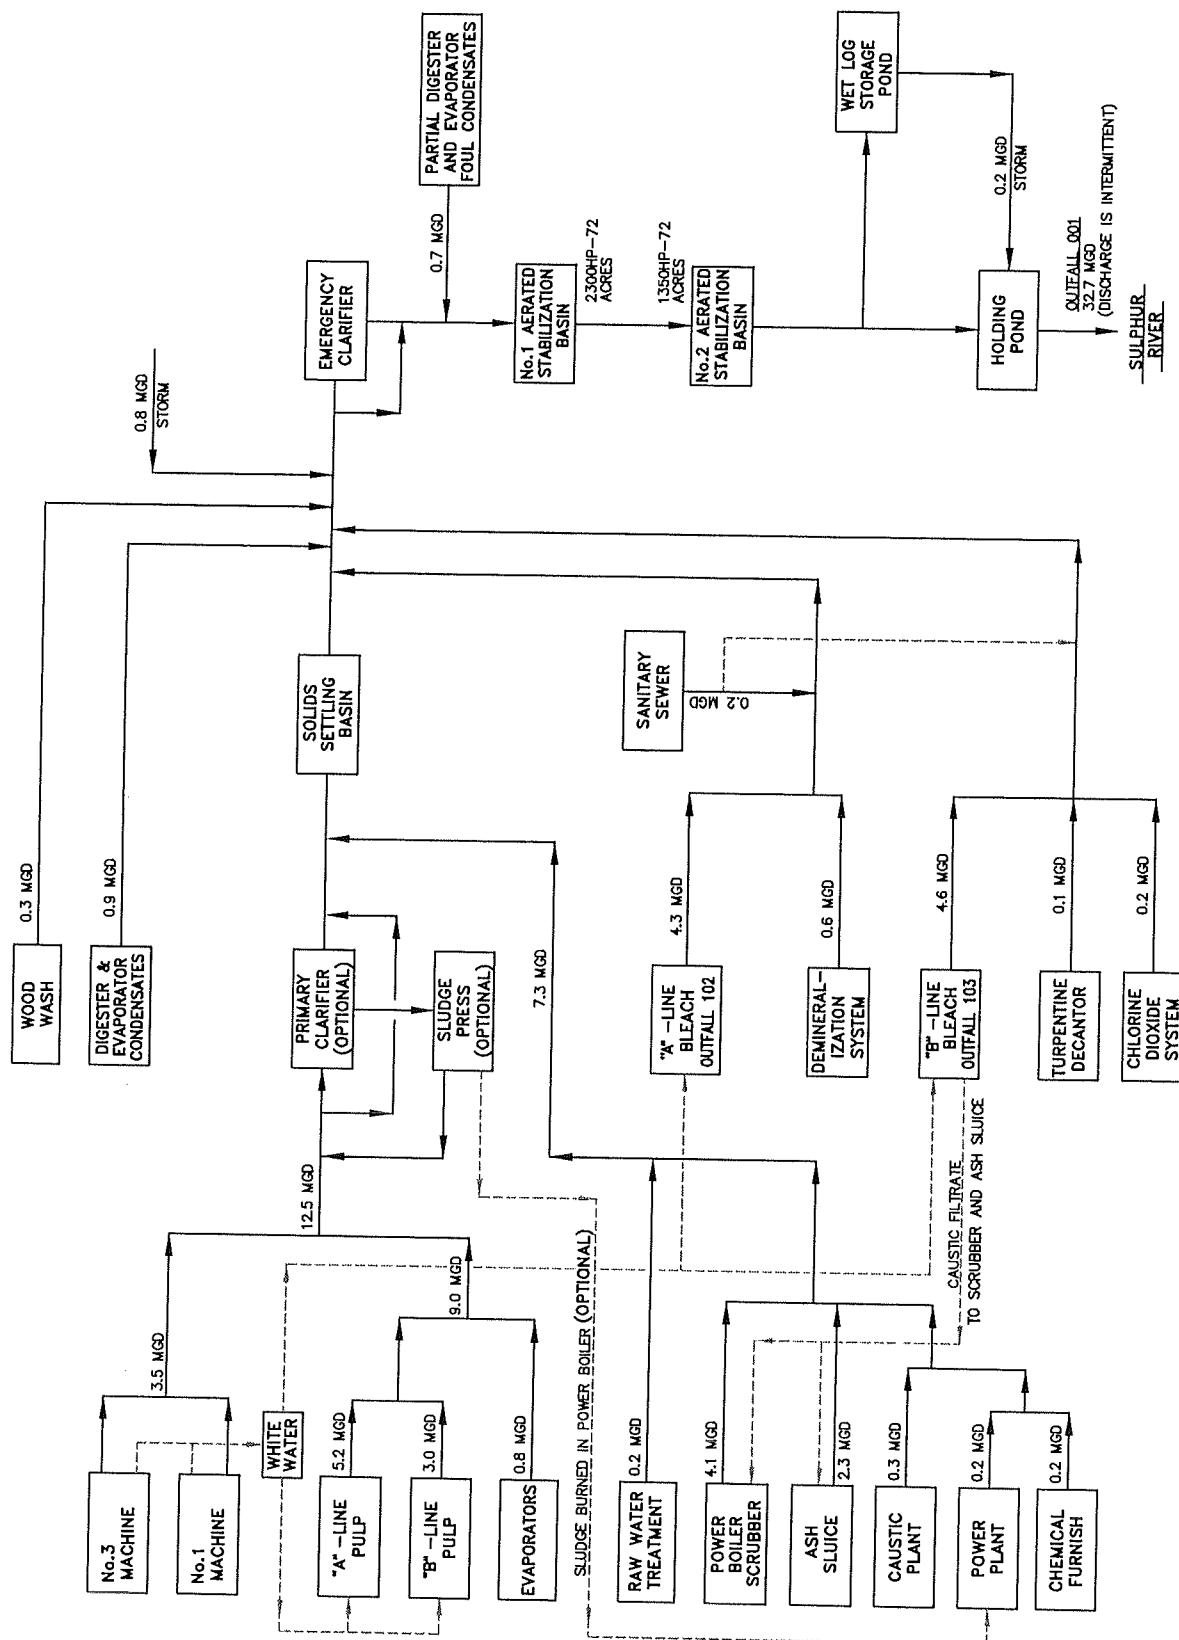 No.3
MACHINE
No.1
MACHINE
3.5 MGD
WHITE
WATER
"A"-LINE
PULP
5.2 MGD
"B"-LINE
PULP
3.0 MGD
EVAPORATORS
0.8 MGD
9.0 MGD
12.5 MGD
SLUDGE BURNED IN POWER BOILER (OPTIONAL)
RAW WATER
TREATMENT
0.2 MGD
POWER
BOILER
SCRUBBER
4.1 MGD
ASH
SLUICE
2.3 MGD
CAUSTIC
PLANT
0.3 MGD
POWER
PLANT
0.2 MGD
CHEMICAL
FURNISH
0.2 MGD
CAUSTIC FILTRATE
TO SCRUBBER AND ASH SLUICE
WOOD
WASH
0.3 MGD
DIGESTER &
EVAPORATOR
CONDENSATES
0.9 MGD
PRIMARY
CLARIFIER
(OPTIONAL)
SLUDGE
PRESS
(OPTIONAL)
7.3 MGD
"A"-LINE
BLEACH
OUTFALL 102
4.3 MGD
DEMINERAL-
IZATION
SYSTEM
0.6 MGD
"B"-LINE
BLEACH
OUTFALL 103
4.6 MGD
TURPENTINE
DECANTOR
0.1 MGD
CHLORINE
DIOXIDE
SYSTEM
0.2 MGD
SOLIDS
SETTLING
BASIN
SANITARY
SEWER
0.2 MGD
0.8 MGD
STORM
EMERGENCY
CLARIFIER
PARTIAL DIGESTER
AND EVAPORATOR
FOUL CONDENSATES
0.7 MGD
No.1 AERATED
STABILIZATION
BASIN
2300HP-72
ACRES
1350HP-72
ACRES
No.2 AERATED
STABILIZATION
BASIN
WET LOG
STORAGE
POND
0.2 MGD
STORM
HOLDING
POND
OUTFALL 001
32.7 MGD
(DISCHARGE IS INTERMITTENT)
SULPHUR
RIVER